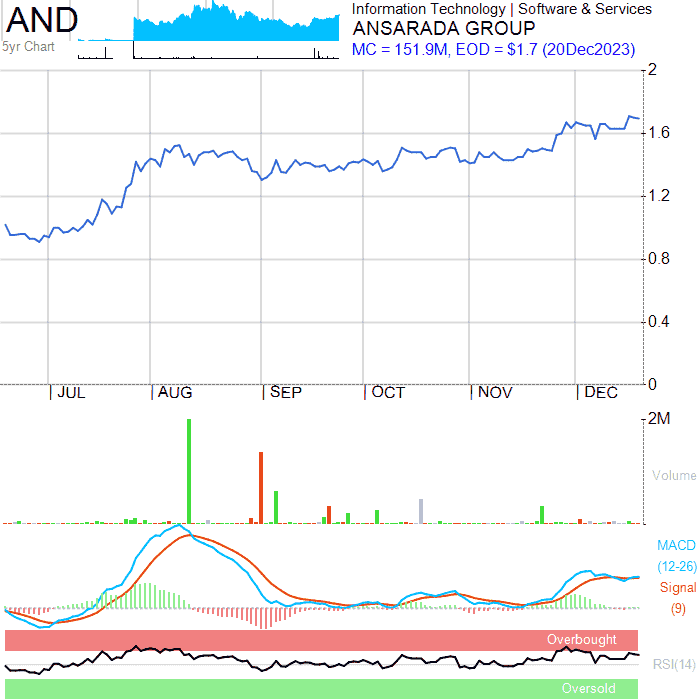 AND
5yr Chart
Information Technology | Software & Services
ANSARADA GROUP
MC = 151.9M, EOD = $1.7 (20Dec2023)
2
1.6
1.2
0.8
0.4
0
JUL AUG SEP OCT NOV DEC
2M
Volume
MACD
(12-26)
Signal
(9)
Overbought
RSI(14)
Oversold